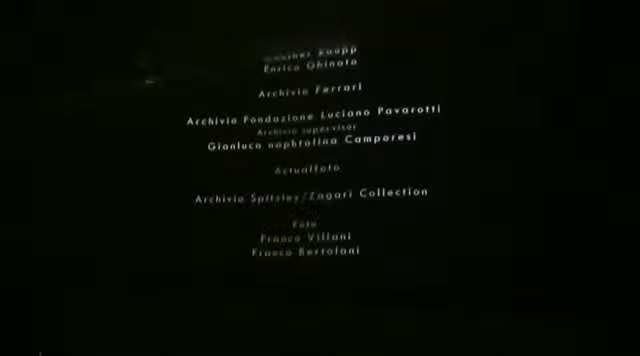 Raupp
Enrico Ghinato
Archivio Ferrari
Archivio Fondazione Luciano Pavarotti
Archivio supervisor
Gianluca naphtalina Camporesi
Actualfoto
Archivio Spitzley/Zagari Collection
Foto
Franco Villani
Franco Bertolani